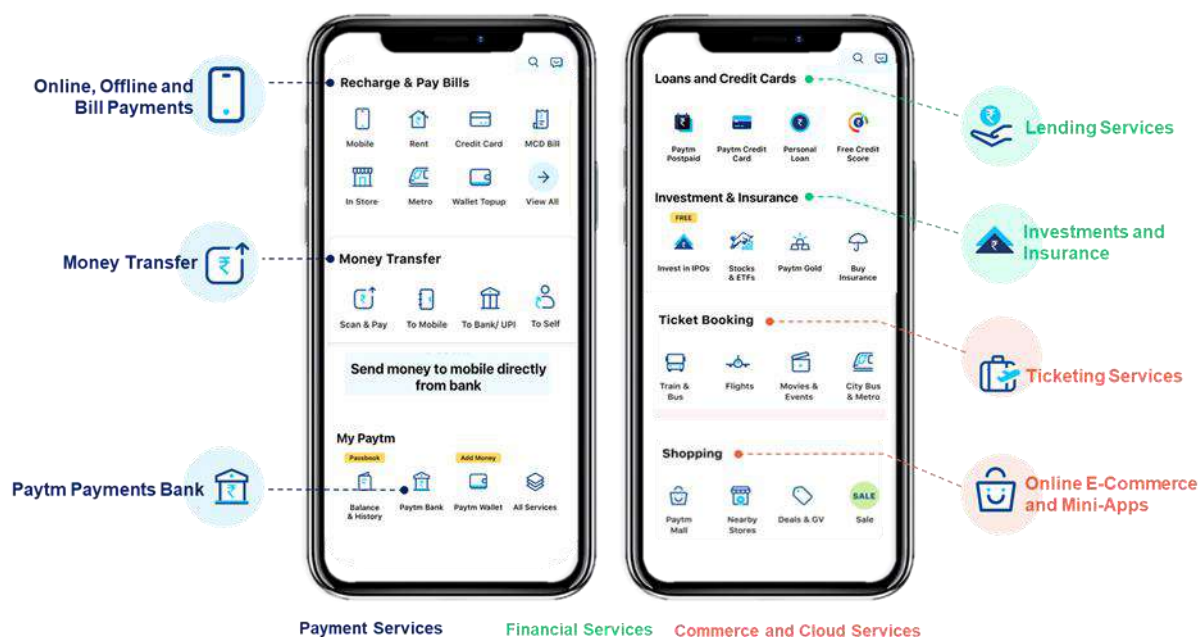 Online, Offline and
Bill Payments
Money Transfer
Paytm Payments Bank
Recharge & Pay Bills
Mobile
Rent
Credit Card
MCD Bill
In Store
Metro
Wallet Topup
View All
Money Transfer
Scan & Pay
To Mobile
To Bank/ UPI
To Self
Send money to mobile directly
from bank
My Paytm
Passbook
Add Money
Balance
& History
Paytm Bank
Paytm Wallet
All Services
Loans and Credit Cards
Paytm
Postpaid
Paytm Credit
Card
Personal
Loan
Free Credit
Score
Investment & Insurance
FREE
Invest in IPOs
Stocks
& ETFs
Paytm Gold
Buy
Insurance
Ticket Booking
Train &
Bus
Flights
Movies &
Events
City Bus
& Metro
Shopping
Paytm
Mall
Nearby
Stores
Deals & GV
SALE
Sale
Lending Services
Investments and
Insurance
Ticketing Services
Online E-Commerce
and Mini-Apps
Payment Services
Financial Services
Commerce and Cloud Services